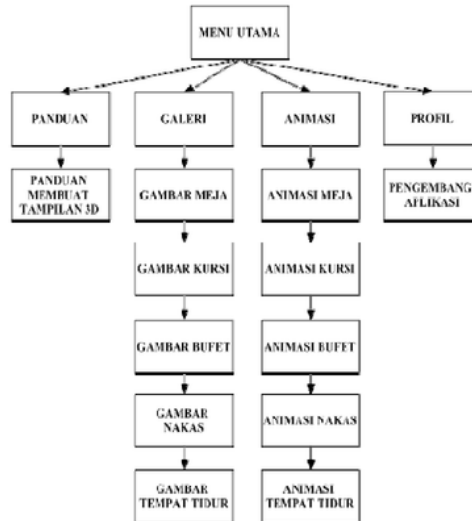 MENU UTAMA
PANDUAN
GALERI
ANIMASI
PROFIL
PANDUAN
MEMBUAT
TAMPILAN 3D
GAMBAR MEJA
ANIMASI MEJA
PENGEMBANG
APLIKASI
GAMBAR KURSI
ANIMASI KURSI
GAMBAR BUFET
ANIMASI BUFET
GAMBAR
NAKAS
ANIMASI NAKAS
GAMBAR
TEMPAT TIDUR
ANIMASI
TEMPAT TIDUR